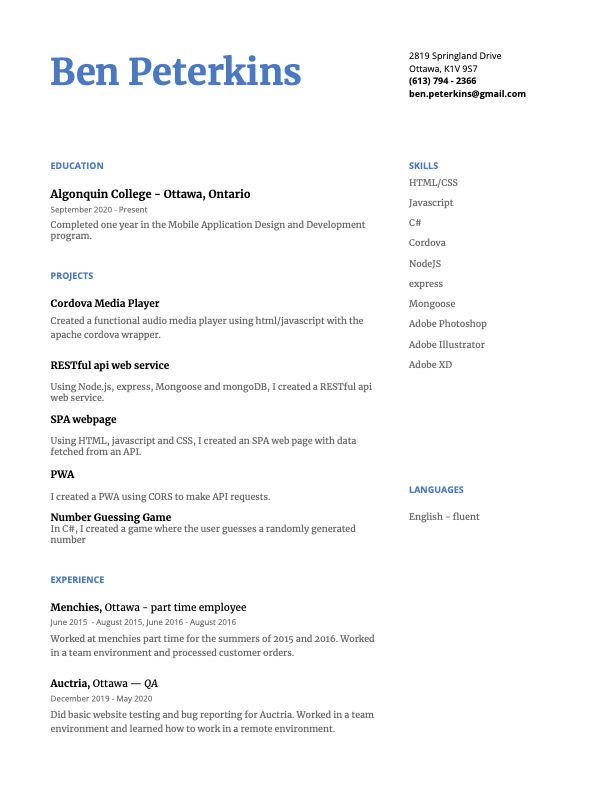 Ben Peterkins
2819 Springland Drive
Ottawa, K1V 9S7
(613) 794 - 2366
ben.peterkins@gmail.com
EDUCATION
Algonquin College - Ottawa, Ontario
September 2020 - Present
Completed one year in the Mobile Application Design and Development
program.
PROJECTS
Cordova Media Player
Created a functional audio media player using html/javascript with the
apache cordova wrapper.
RESTful api web service
Using Node.js, express, Mongoose and mongoDB, I created a RESTful api
web service.
SPA webpage
Using HTML, javascript and CSS, I created an SPA web page with data
fetched from an API.
PWA
I created a PWA using CORS to make API requests.
Number Guessing Game
In C#, I created a game where the user guesses a randomly generated
number
EXPERIENCE
Menchies, Ottawa - part time employee
June 2015 - August 2015, June 2016 - August 2016
Worked at menchies part time for the summers of 2015 and 2016. Worked
in a team environment and processed customer orders.
Auctria, Ottawa — QA
December 2019 - May 2020
Did basic website testing and bug reporting for Auctria. Worked in a team
environment and learned how to work in a remote environment.
SKILLS
HTML/CSS
Javascript
C#
Cordova
NodeJS
express
Mongoose
Adobe Photoshop
Adobe Illustrator
Adobe XD
LANGUAGES
English - fluent